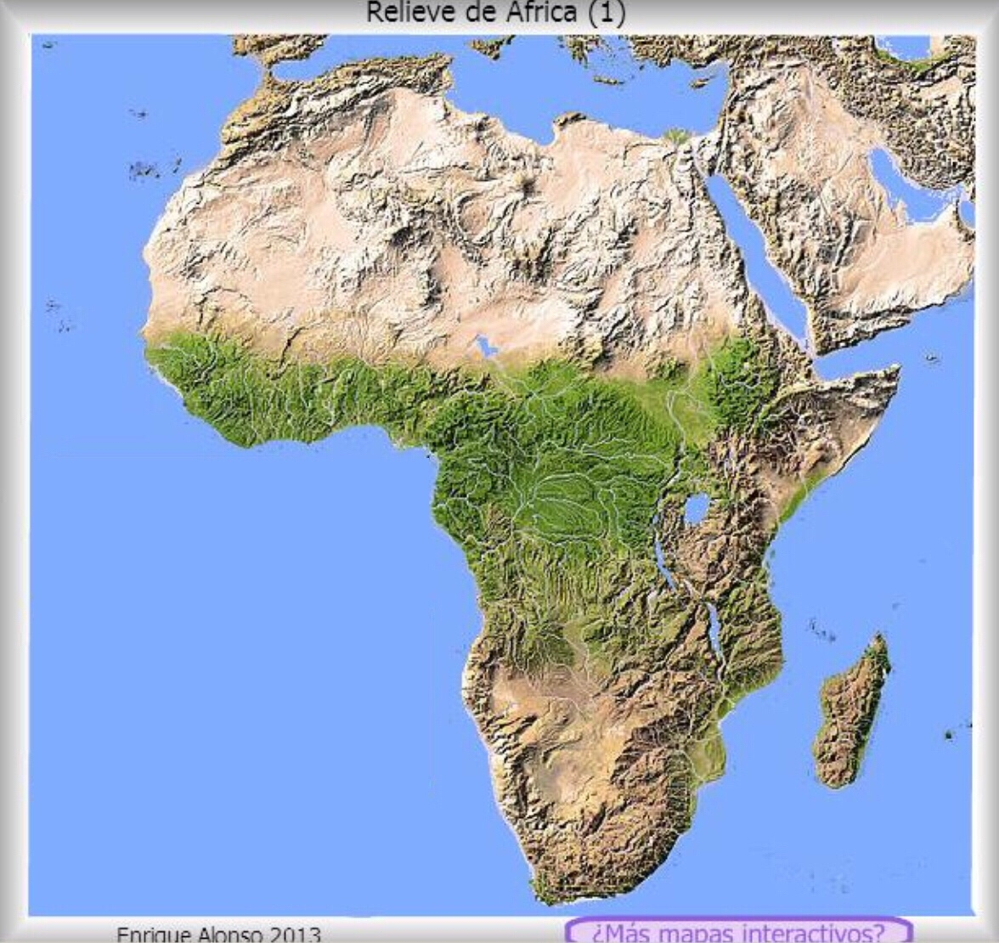 Relieve de África (1)
Enrique Alonso 2013
¿Más mapas interactivos?